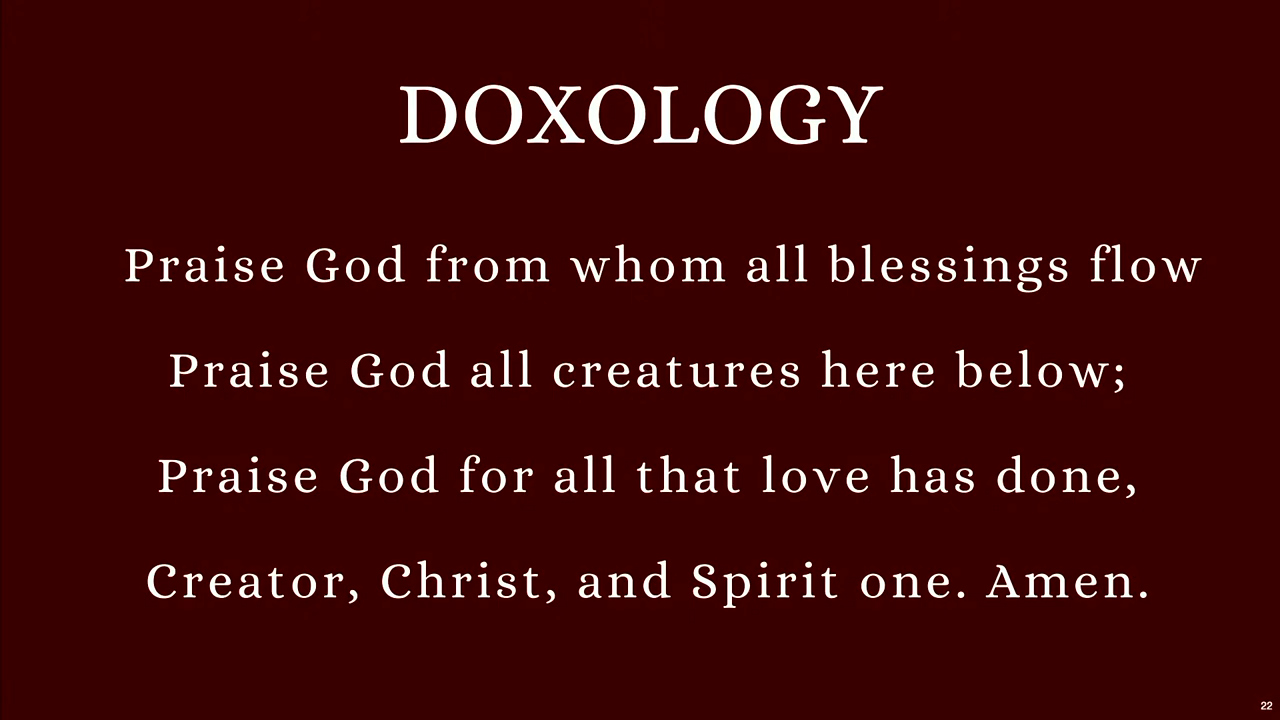 DOXOLOGY
Praise God from whom all blessings flow
Praise God all creatures here below;
Praise God for all that love has done,
Creator, Christ, and Spirit one. Amen.
22